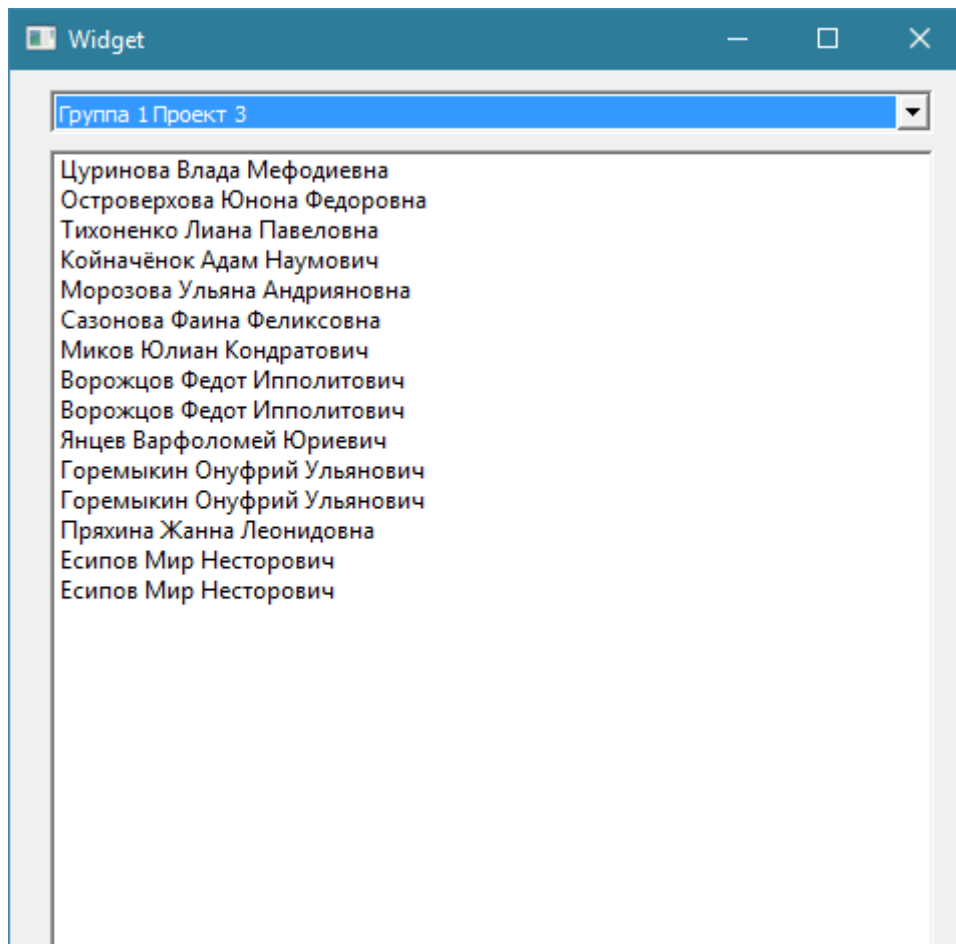 Widget
Группа 1Проект 3
Цуринова Влада Мефодиевна
Островерхова Юнона Федоровна
Тихоненко Лиана Павеловна
Койначёнок Адам Наумович
Морозова Ульяна Андрияновна
Сазонова Фаина Феликсовна
Миков Юлиан Кондратович
Ворожцов Федот Ипполитович
Ворожцов Федот Ипполитович
Янцев Варфоломей Юриевич
Горемыкин Онуфрий Ульянович
Горемыкин Онуфрий Ульянович
Пряхина Жанна Леонидовна
Есипов Мир Несторович
Есипов Мир Несторович